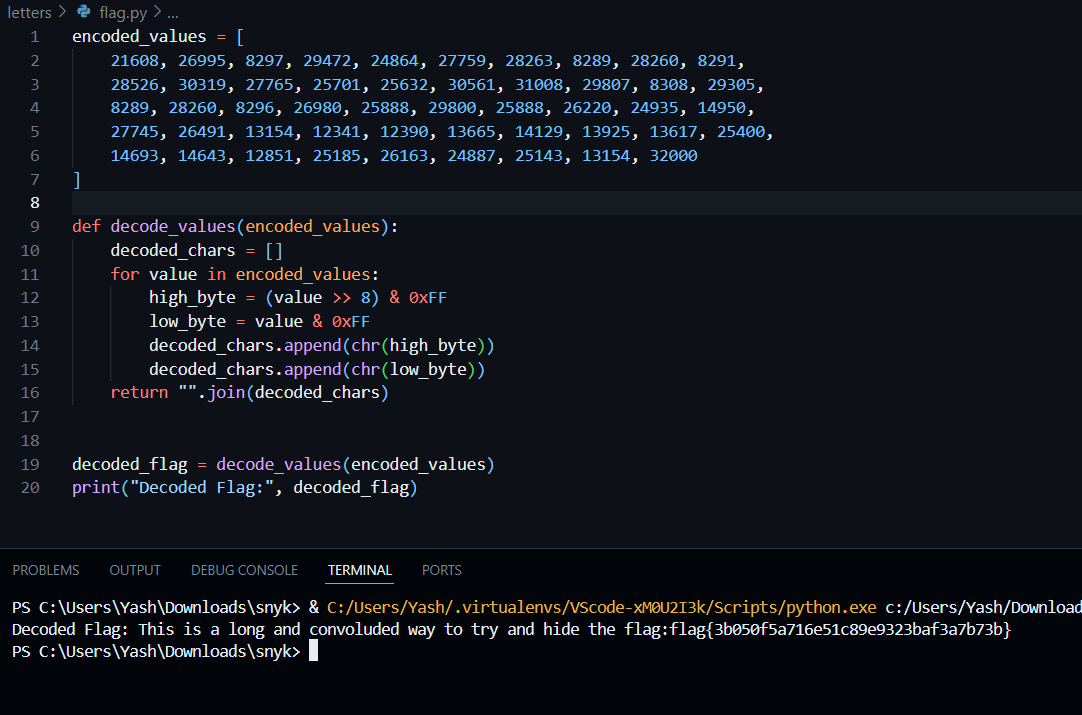 letters > flag.py > ...
1 encoded_values = [
2     21608, 26995, 8297, 29472, 24864, 27759, 28263, 8289, 28260, 8291,
3     28526, 30319, 27765, 25701, 25632, 30561, 31008, 29807, 8308, 29305,
4     8289, 28260, 8296, 26980, 25888, 29800, 25888, 26220, 24935, 14950,
5     27745, 26491, 13154, 12341, 12390, 13665, 14129, 13925, 13617, 25400,
6     14693, 14643, 12851, 25185, 26163, 24887, 25143, 13154, 32000
7 ]
8
9 def decode_values(encoded_values):
10     decoded_chars = []
11     for value in encoded_values:
12         high_byte = (value >> 8) & 0xFF
13         low_byte = value & 0xFF
14         decoded_chars.append(chr(high_byte))
15         decoded_chars.append(chr(low_byte))
16     return "".join(decoded_chars)
17
18
19 decoded_flag = decode_values(encoded_values)
20 print("Decoded Flag:", decoded_flag)
PROBLEMS OUTPUT DEBUG CONSOLE TERMINAL PORTS
PS C:\Users\Yash\Downloads\snyk> & C:/Users/Yash/.virtualenvs/VScode-xM0U2I3k/Scripts/python.exe c:/Users/Yash/Download
Decoded Flag: This is a long and convoluded way to try and hide the flag:flag{3b050f5a716e51c89e9323baf3a7b73b}
PS C:\Users\Yash\Downloads\snyk>